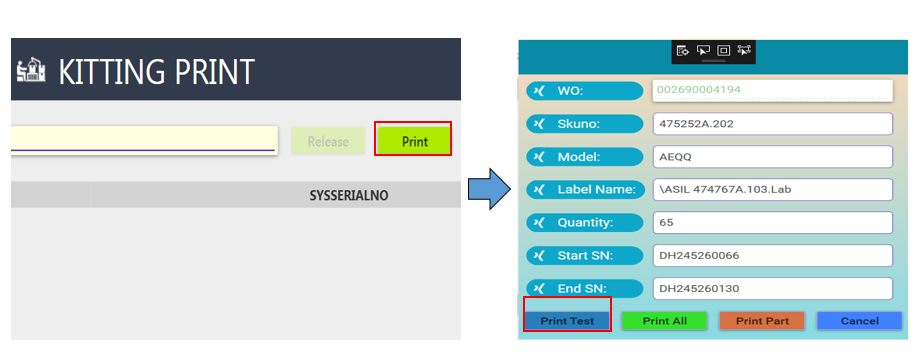 KITTING PRINT
Release
Print
SYSSERIALNO
WO: 002690004194
Skuno: 475252A.202
Model: AEQQ
Label Name: \ASIL 474767A.103.Lab
Quantity: 65
Start SN: DH245260066
End SN: DH245260130
Print Test Print All Print Part Cancel